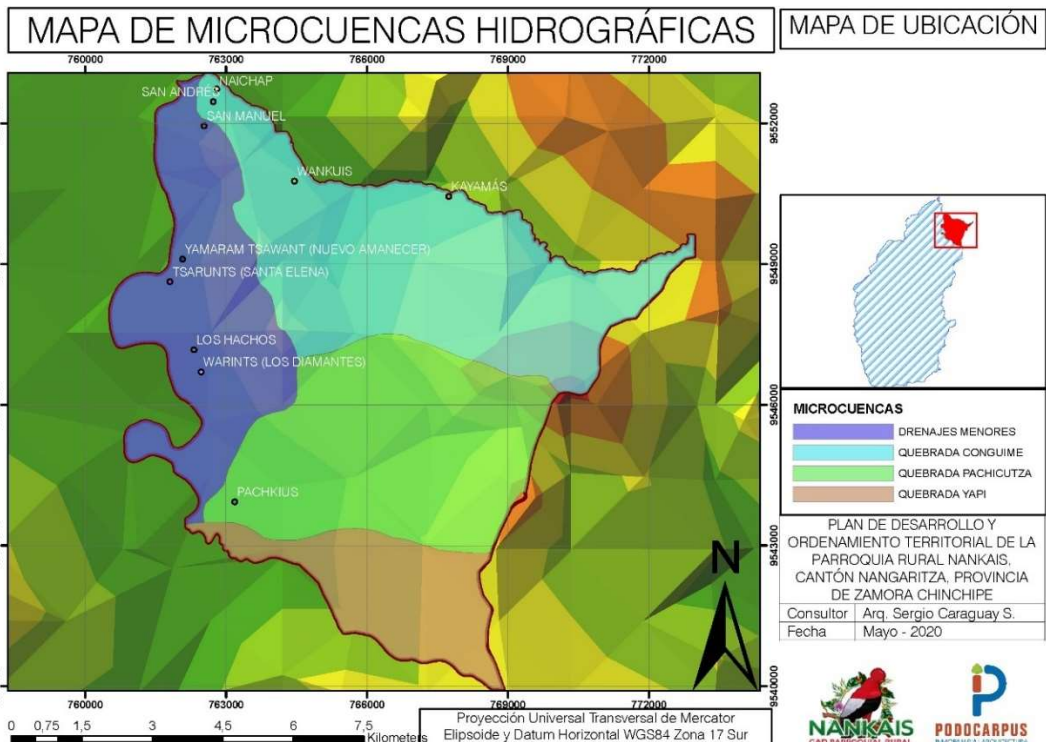 MAPA DE MICROCUENCAS HIDROGRÁFICAS
MAPA DE UBICACIÓN
760000 763000 766000 769000 772000
NAICHAP
SAN ANDRÉS
SAN MANUEL
WANKUIS
KAYAMÁS
YAMARAM TSAWANT (NUEVO AMANECER)
TSARUNTS (SANTA ELENA)
LOS HACHOS
WARINTS (LOS DIAMANTES)
PACHKIUS
9552000
9549000
9546000
9543000
9540000
N
760000 763000 766000 769000 772000
0 0,75 1,5 3 4,5 6 7,5
Kilometers
Proyección Universal Transversal de Mercator
Elipsoide y Datum Horizontal WGS84 Zona 17 Sur
MICROCUENCAS
DRENAJES MENORES
QUEBRADA CONGUIME
QUEBRADA PACHICUTZA
QUEBRADA YAPI
PLAN DE DESARROLLO Y
ORDENAMIENTO TERRITORIAL DE LA
PARROQUIA RURAL NANKAIS,
CANTÓN NANGARITZA, PROVINCIA
DE ZAMORA CHINCHIPE
Consultor Arq. Sergio Caraguay S.
Fecha Mayo - 2020
NANKAIS
GAD PARROQUIAL RURAL
PODOCARPUS